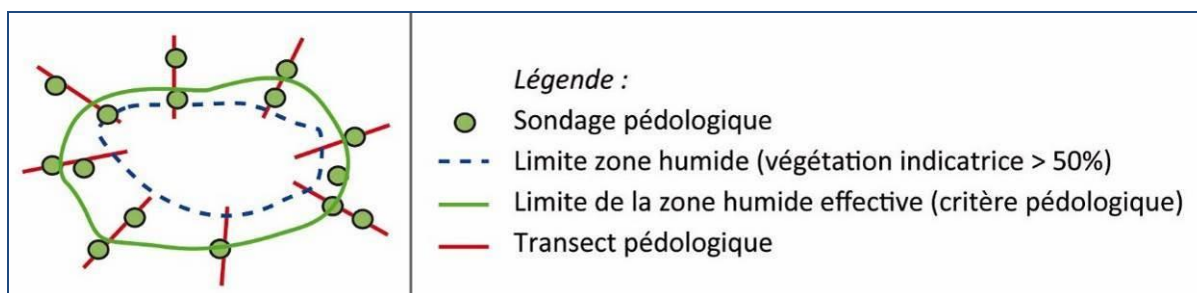 Légende :
Sondage pédologique
Limite zone humide (végétation indicatrice > 50%)
Limite de la zone humide effective (critère pédologique)
Transect pédologique